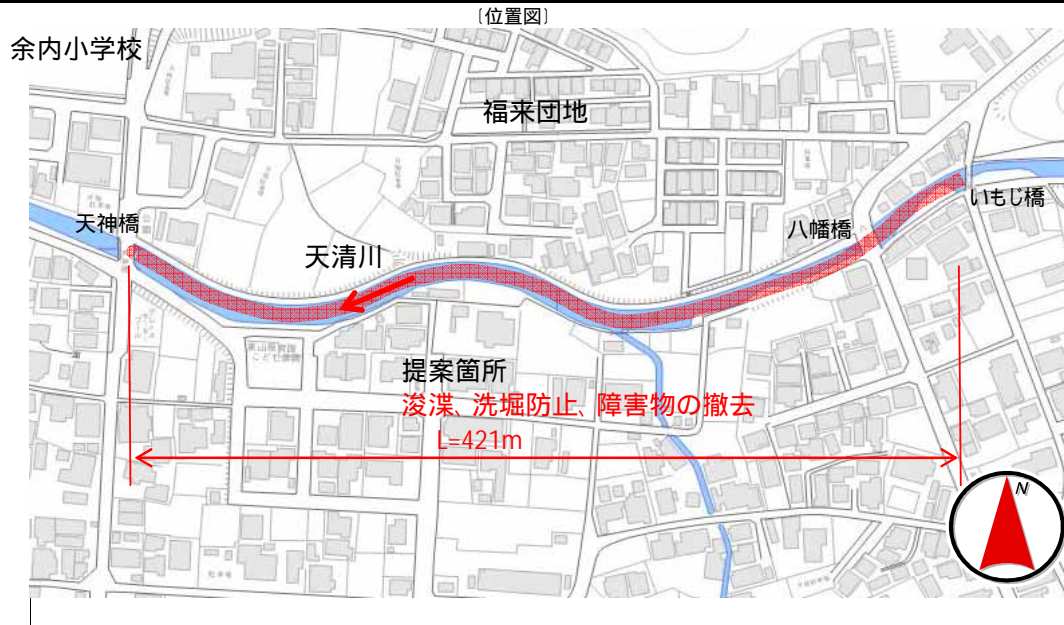 ［位置図］
余内小学校
福来団地
いもじ橋
天神橋
八幡橋
天清川
提案箇所
浚渫、洗堀防止、障害物の撤去
L=421m
N